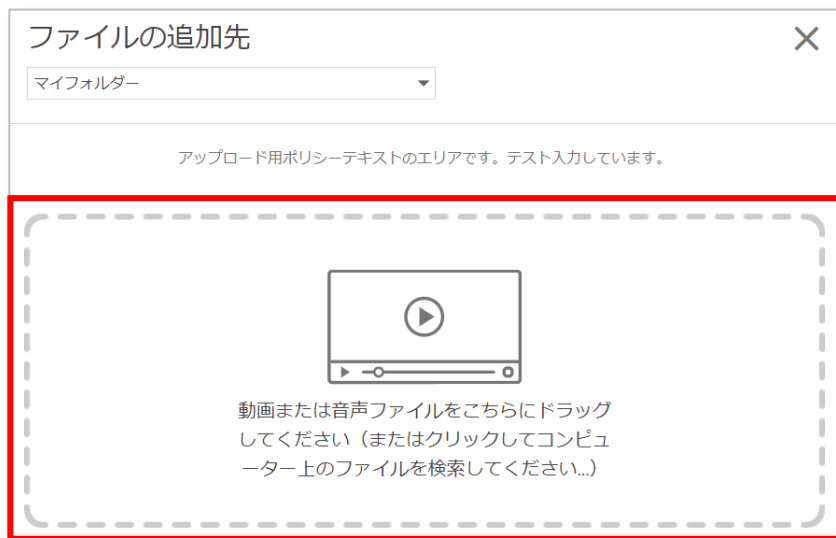 ファイルの追加先
マイフォルダー
アップロード用ポリシーテキストのエリアです。テスト入力しています。
動画または音声ファイルをこちらにドラッグ
してください（またはクリックしてコンピュ
ーター上のファイルを検索してください...）